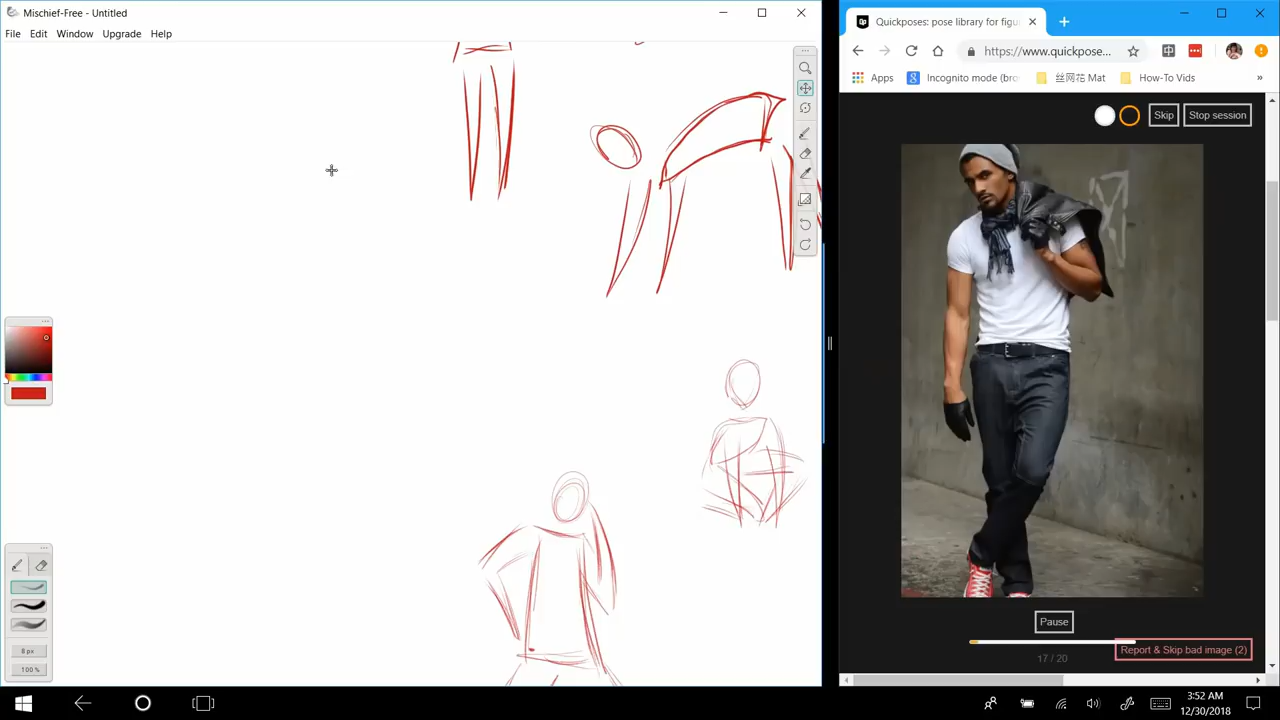 Mischief-Free - Untitled
File Edit Window Upgrade Help
8 px
100 %
Quickposes: pose library for figu
https://www.quickpose...
Apps Incognito mode (bro 丝网花 Mat How-To Vids »
Skip Stop session
Pause
Report & Skip bad image (2)
17 / 20
3:52 AM
12/30/2018